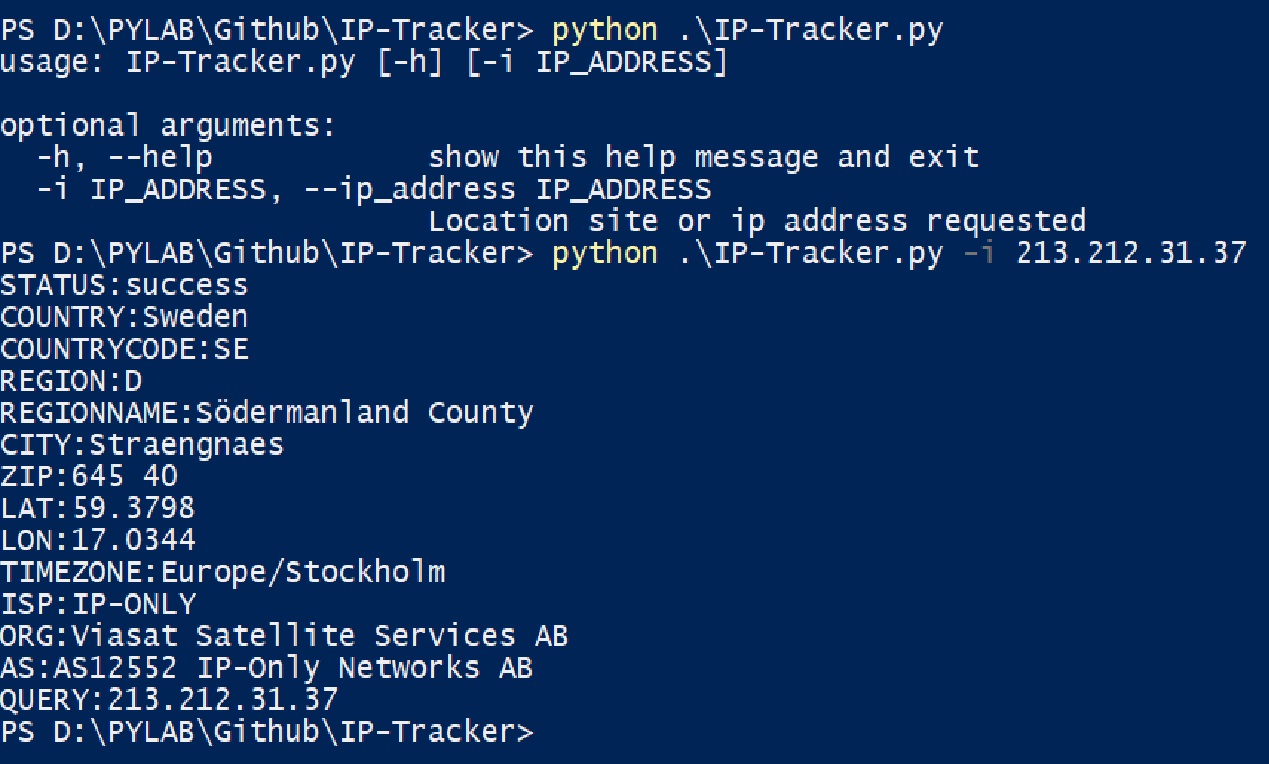 PS D:\PYLAB\Github\IP-Tracker> python .\IP-Tracker.py
usage: IP-Tracker.py [-h] [-i IP_ADDRESS]
optional arguments:
-h, --help show this help message and exit
-i IP_ADDRESS, --ip_address IP_ADDRESS
Location site or ip address requested
PS D:\PYLAB\Github\IP-Tracker> python .\IP-Tracker.py -i 213.212.31.37
STATUS:success
COUNTRY:Sweden
COUNTRYCODE:SE
REGION:D
REGIONNAME:Södermanland County
CITY:Straengnaes
ZIP:645 40
LAT:59.3798
LON:17.0344
TIMEZONE:Europe/Stockholm
ISP:IP-ONLY
ORG:Viasat Satellite Services AB
AS:AS12552 IP-Only Networks AB
QUERY:213.212.31.37
PS D:\PYLAB\Github\IP-Tracker>